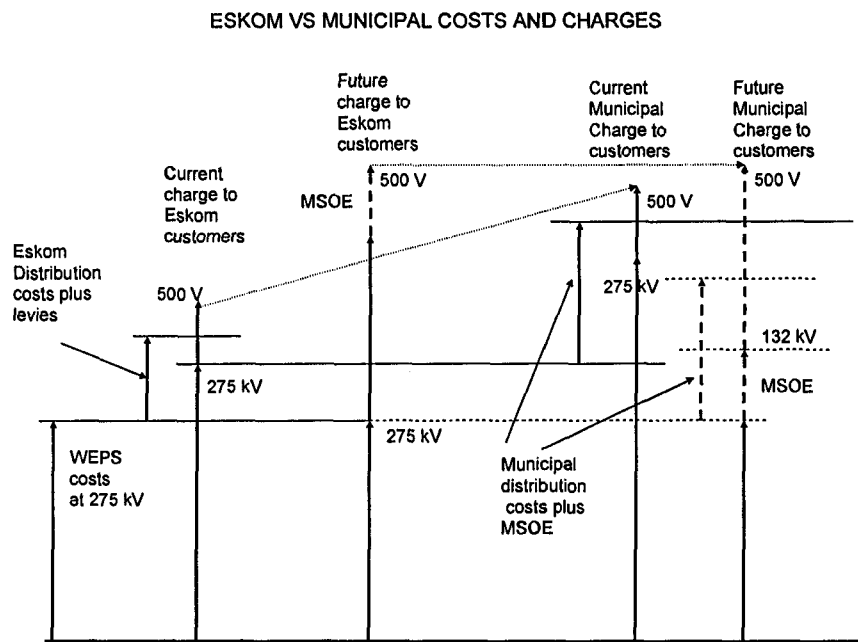 ESKOM VS MUNICIPAL COSTS AND CHARGES
Future
charge to
Eskom
customers
Current
Municipal
Charge to
customers
Future
Municipal
Charge to
customers
Current
charge to
Eskom
customers
500 V
MSOE
500 V
500 V
Eskom
Distribution
costs plus
levies
500 V
275 kV
132 kV
275 kV
MSOE
275 kV
WEPS
costs
at 275 kV
Municipal
distribution
costs plus
MSOE